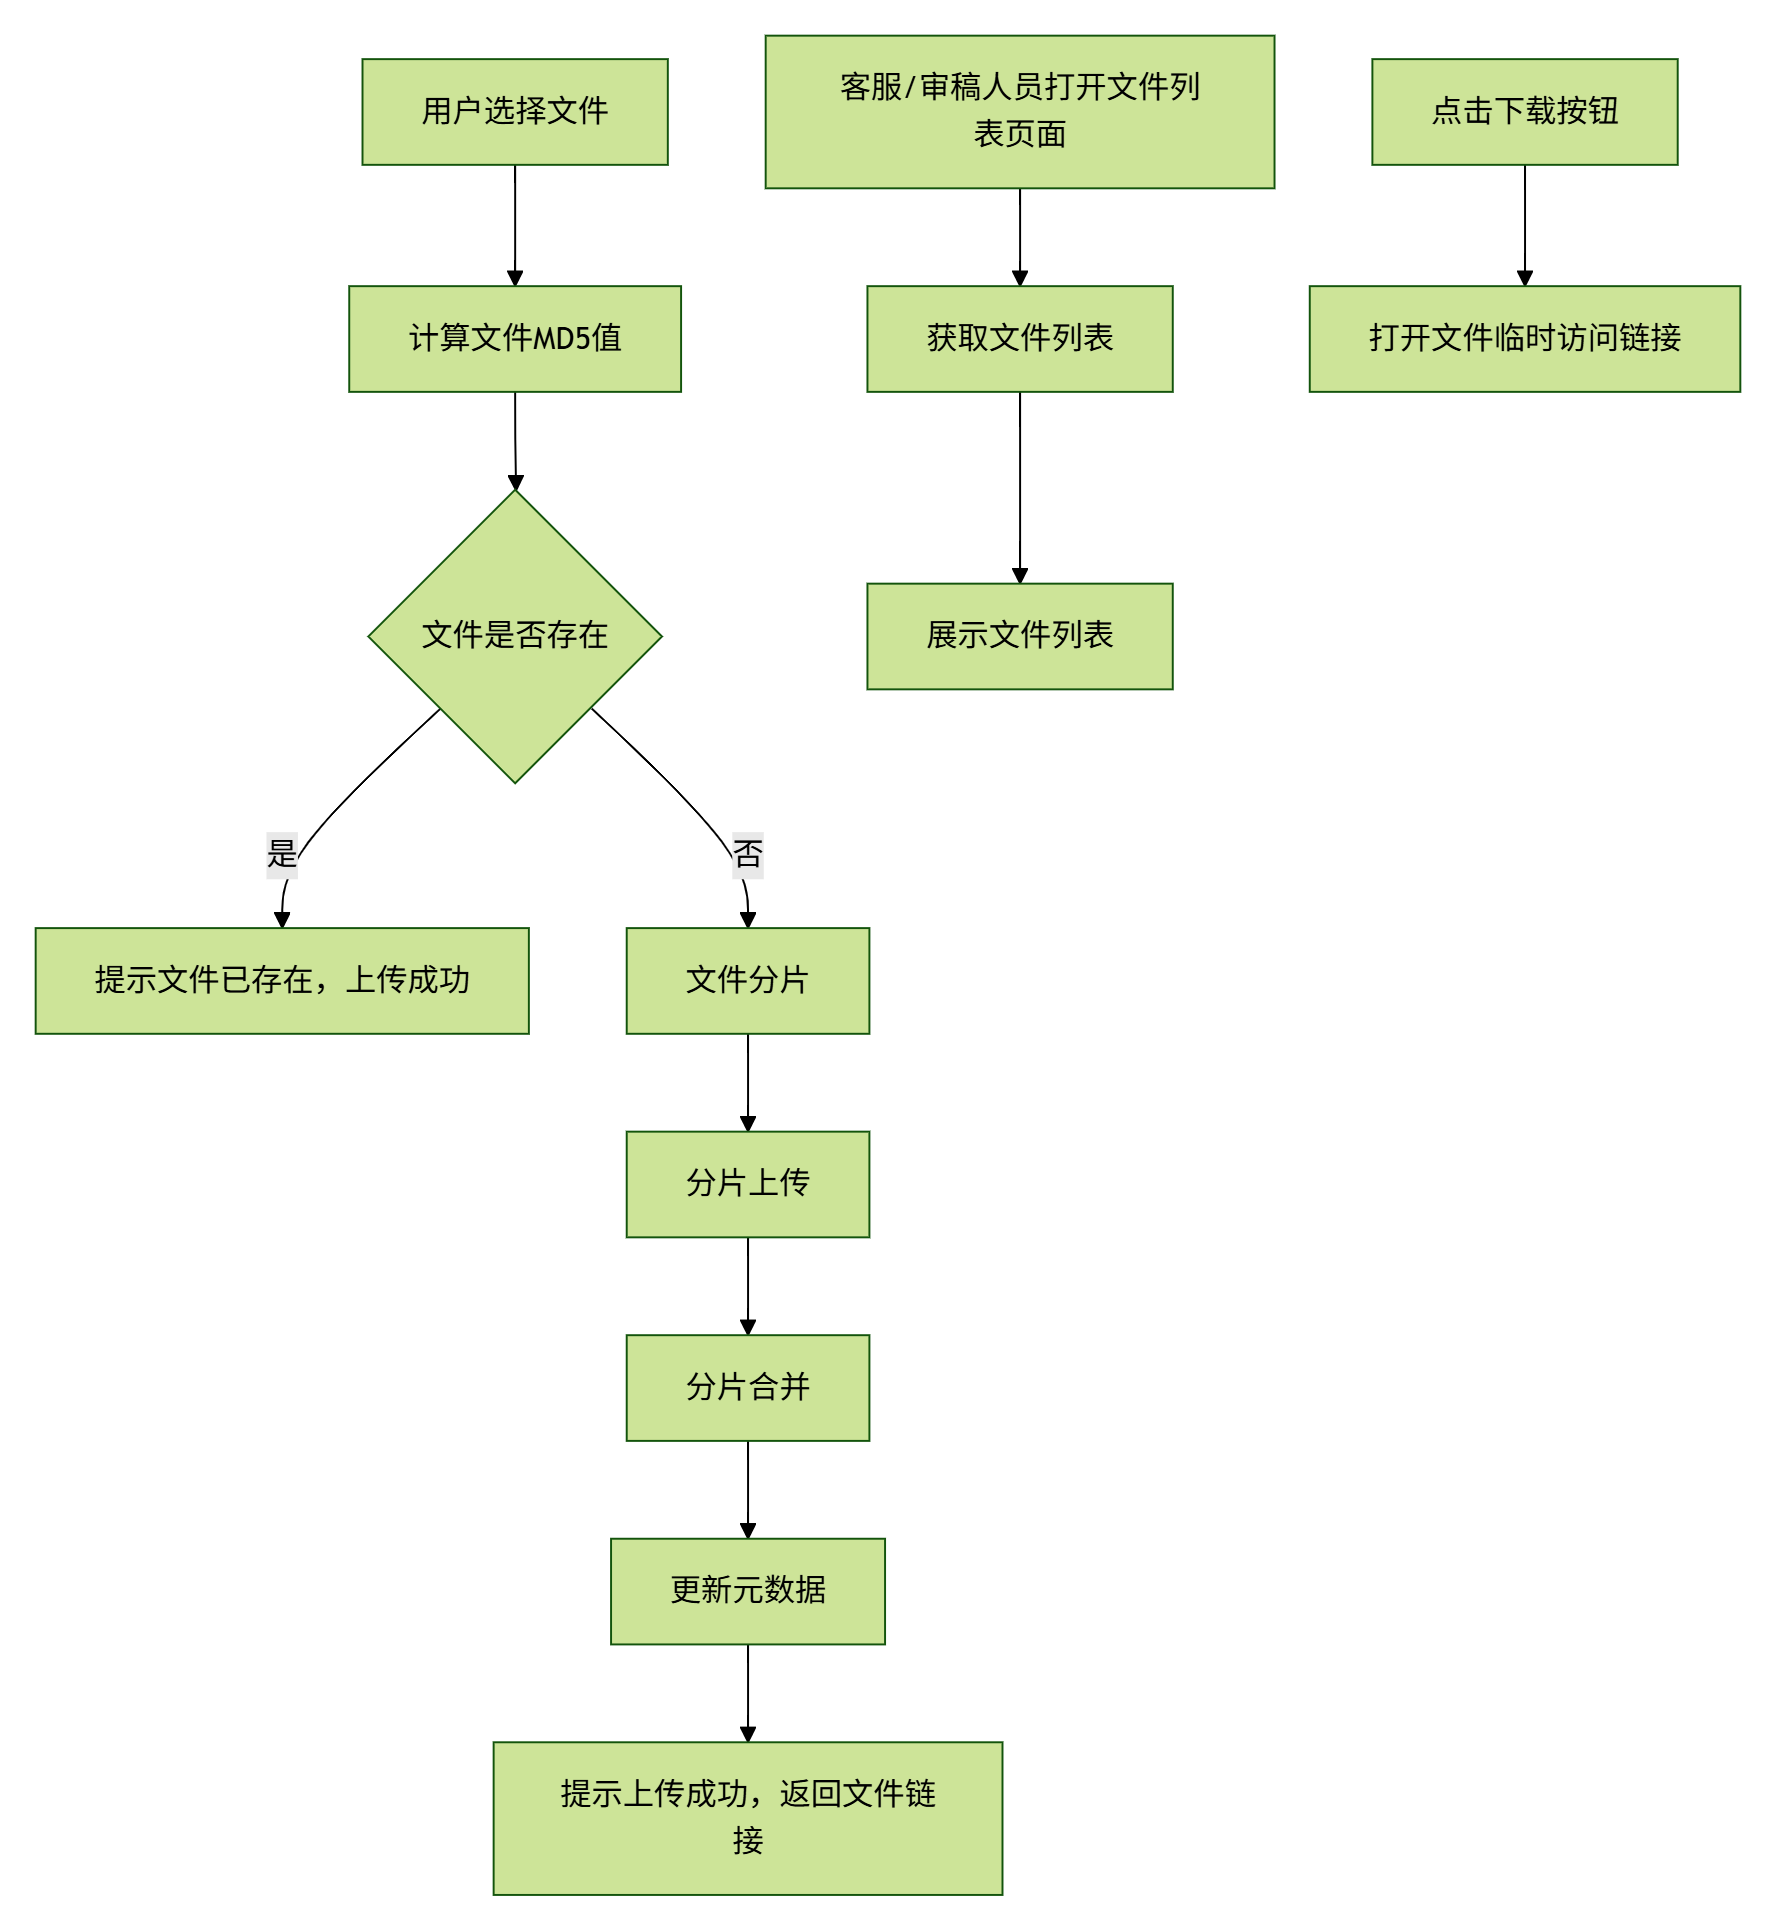 用户选择文件
客服/审稿人员打开文件列
表页面
点击下载按钮
计算文件MD5值
获取文件列表
打开文件临时访问链接
文件是否存在
展示文件列表
是
否
提示文件已存在，上传成功
文件分片
分片上传
分片合并
更新元数据
提示上传成功，返回文件链
接